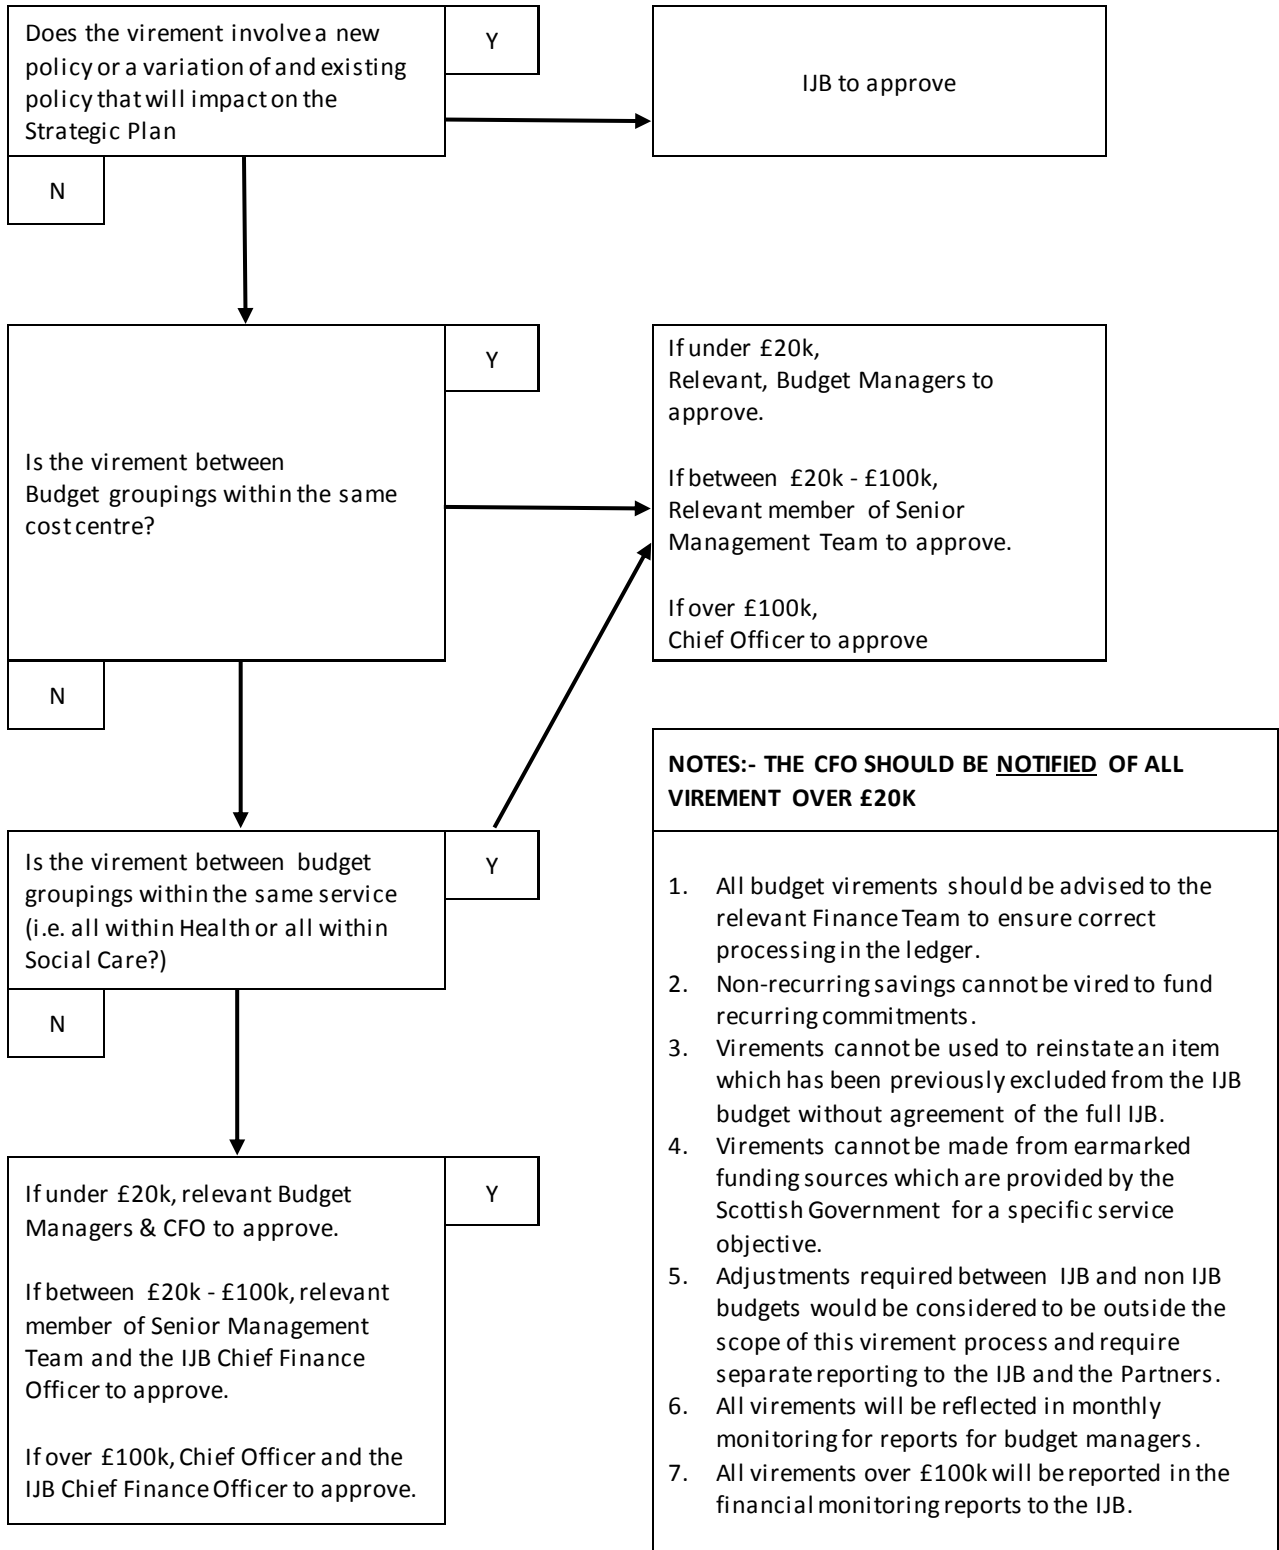 Does the virement involve a new
policy or a variation of and existing
policy that will impact on the
Strategic Plan
Y
IJB to approve
N
Is the virement between
Budget groupings within the same
cost centre?
Y
If under £20k,
Relevant, Budget Managers to
approve.
If between £20k - £100k,
Relevant member of Senior
Management Team to approve.
If over £100k,
Chief Officer to approve
N
Is the virement between budget
groupings within the same service
(i.e. all within Health or all within
Social Care?)
Y
N
If under £20k, relevant Budget
Managers & CFO to approve.
If between £20k - £100k, relevant
member of Senior Management
Team and the IJB Chief Finance
Officer to approve.
If over £100k, Chief Officer and the
IJB Chief Finance Officer to approve.
Y
NOTES:- THE CFO SHOULD BE NOTIFIED OF ALL
VIREMENT OVER £20K
1. All budget virements should be advised to the
relevant Finance Team to ensure correct
processing in the ledger.
2. Non-recurring savings cannot be vired to fund
recurring commitments.
3. Virements cannot be used to reinstate an item
which has been previously excluded from the IJB
budget without agreement of the full IJB.
4. Virements cannot be made from earmarked
funding sources which are provided by the
Scottish Government for a specific service
objective.
5. Adjustments required between IJB and non IJB
budgets would be considered to be outside the
scope of this virement process and require
separate reporting to the IJB and the Partners.
6. All virements will be reflected in monthly
monitoring for reports for budget managers.
7. All virements over £100k will be reported in the
financial monitoring reports to the IJB.